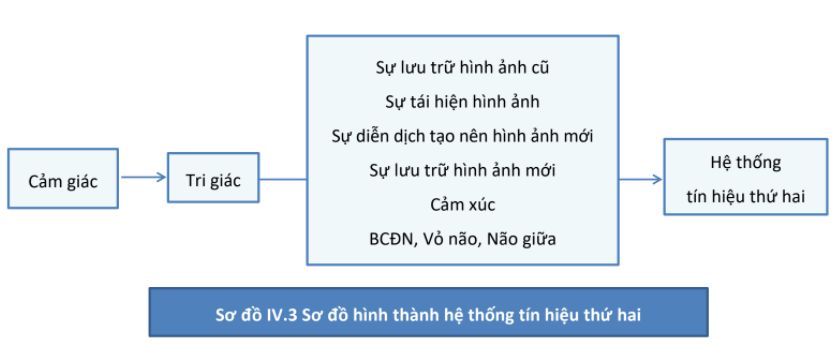 Cảm giác
Tri giác
Sự lưu trữ hình ảnh cũ
Sự tái hiện hình ảnh
Sự diễn dịch tạo nên hình ảnh mới
Sự lưu trữ hình ảnh mới
Cảm xúc
BCĐN, Vỏ não, Não giữa
Hệ thống
tín hiệu thứ hai
Sơ đồ IV.3 Sơ đồ hình thành hệ thống tín hiệu thứ hai